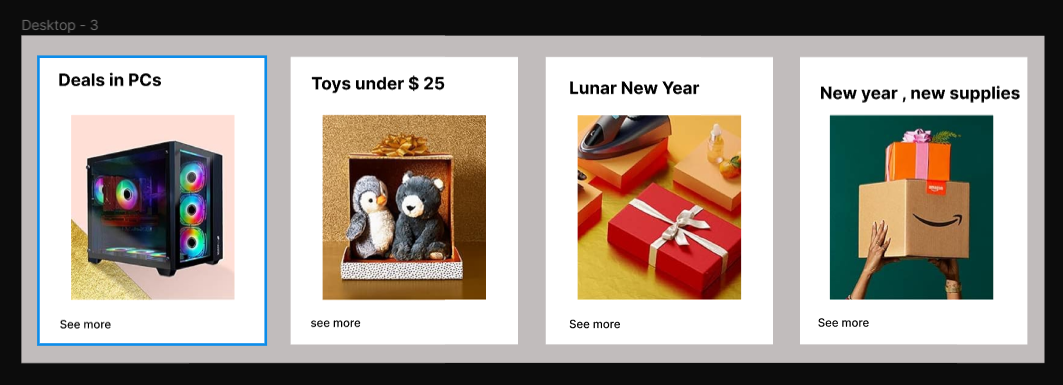 Desktop - 3
Deals in PCs
Toys under $ 25
Lunar New Year
New year , new supplies
amazon
See more
see more
See more
See more